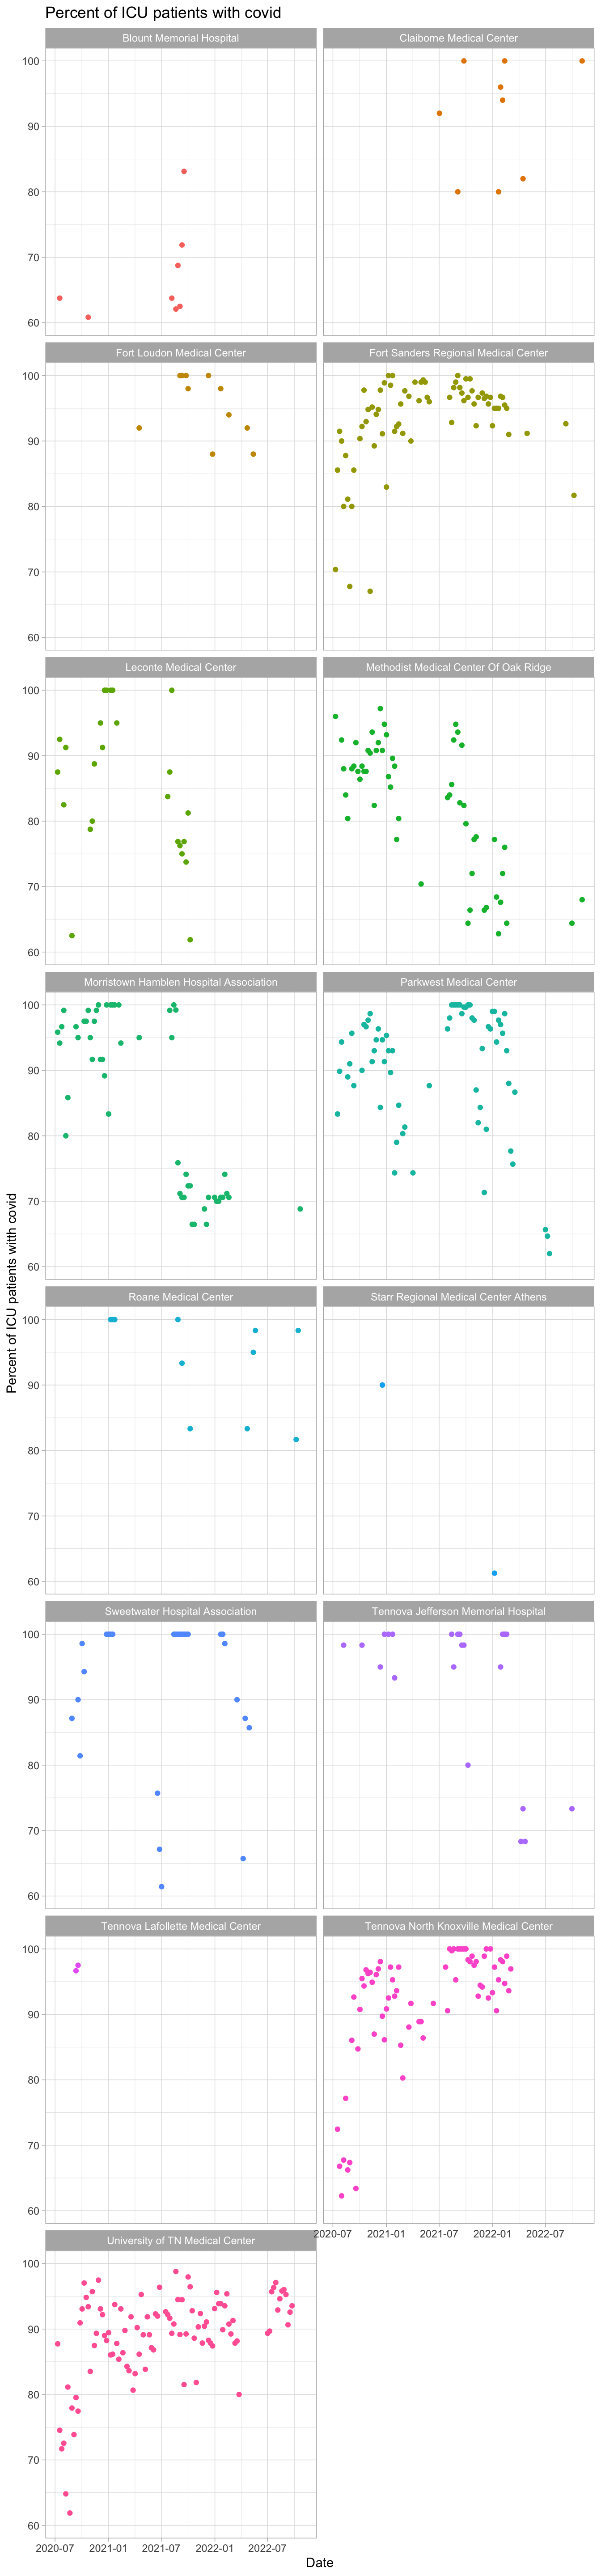 Percent of ICU patients with covid
Blount Memorial Hospital
Claiborne Medical Center
100
90
80
70
60
Fort Loudon Medical Center
Fort Sanders Regional Medical Center
100
90
80
70
60
Leconte Medical Center
Methodist Medical Center Of Oak Ridge
100
90
80
70
60
Morristown Hamblen Hospital Association
Parkwest Medical Center
100
90
80
70
60
Percent of ICU patients witth covid
Roane Medical Center
Starr Regional Medical Center Athens
100
90
80
70
60
Sweetwater Hospital Association
Tennova Jefferson Memorial Hospital
100
90
80
70
60
Tennova Lafollette Medical Center
Tennova North Knoxville Medical Center
100
90
80
70
60
2020-07 2021-01 2021-07 2022-01 2022-07
University of TN Medical Center
100
90
80
70
60
2020-07 2021-01 2021-07 2022-01 2022-07
Date